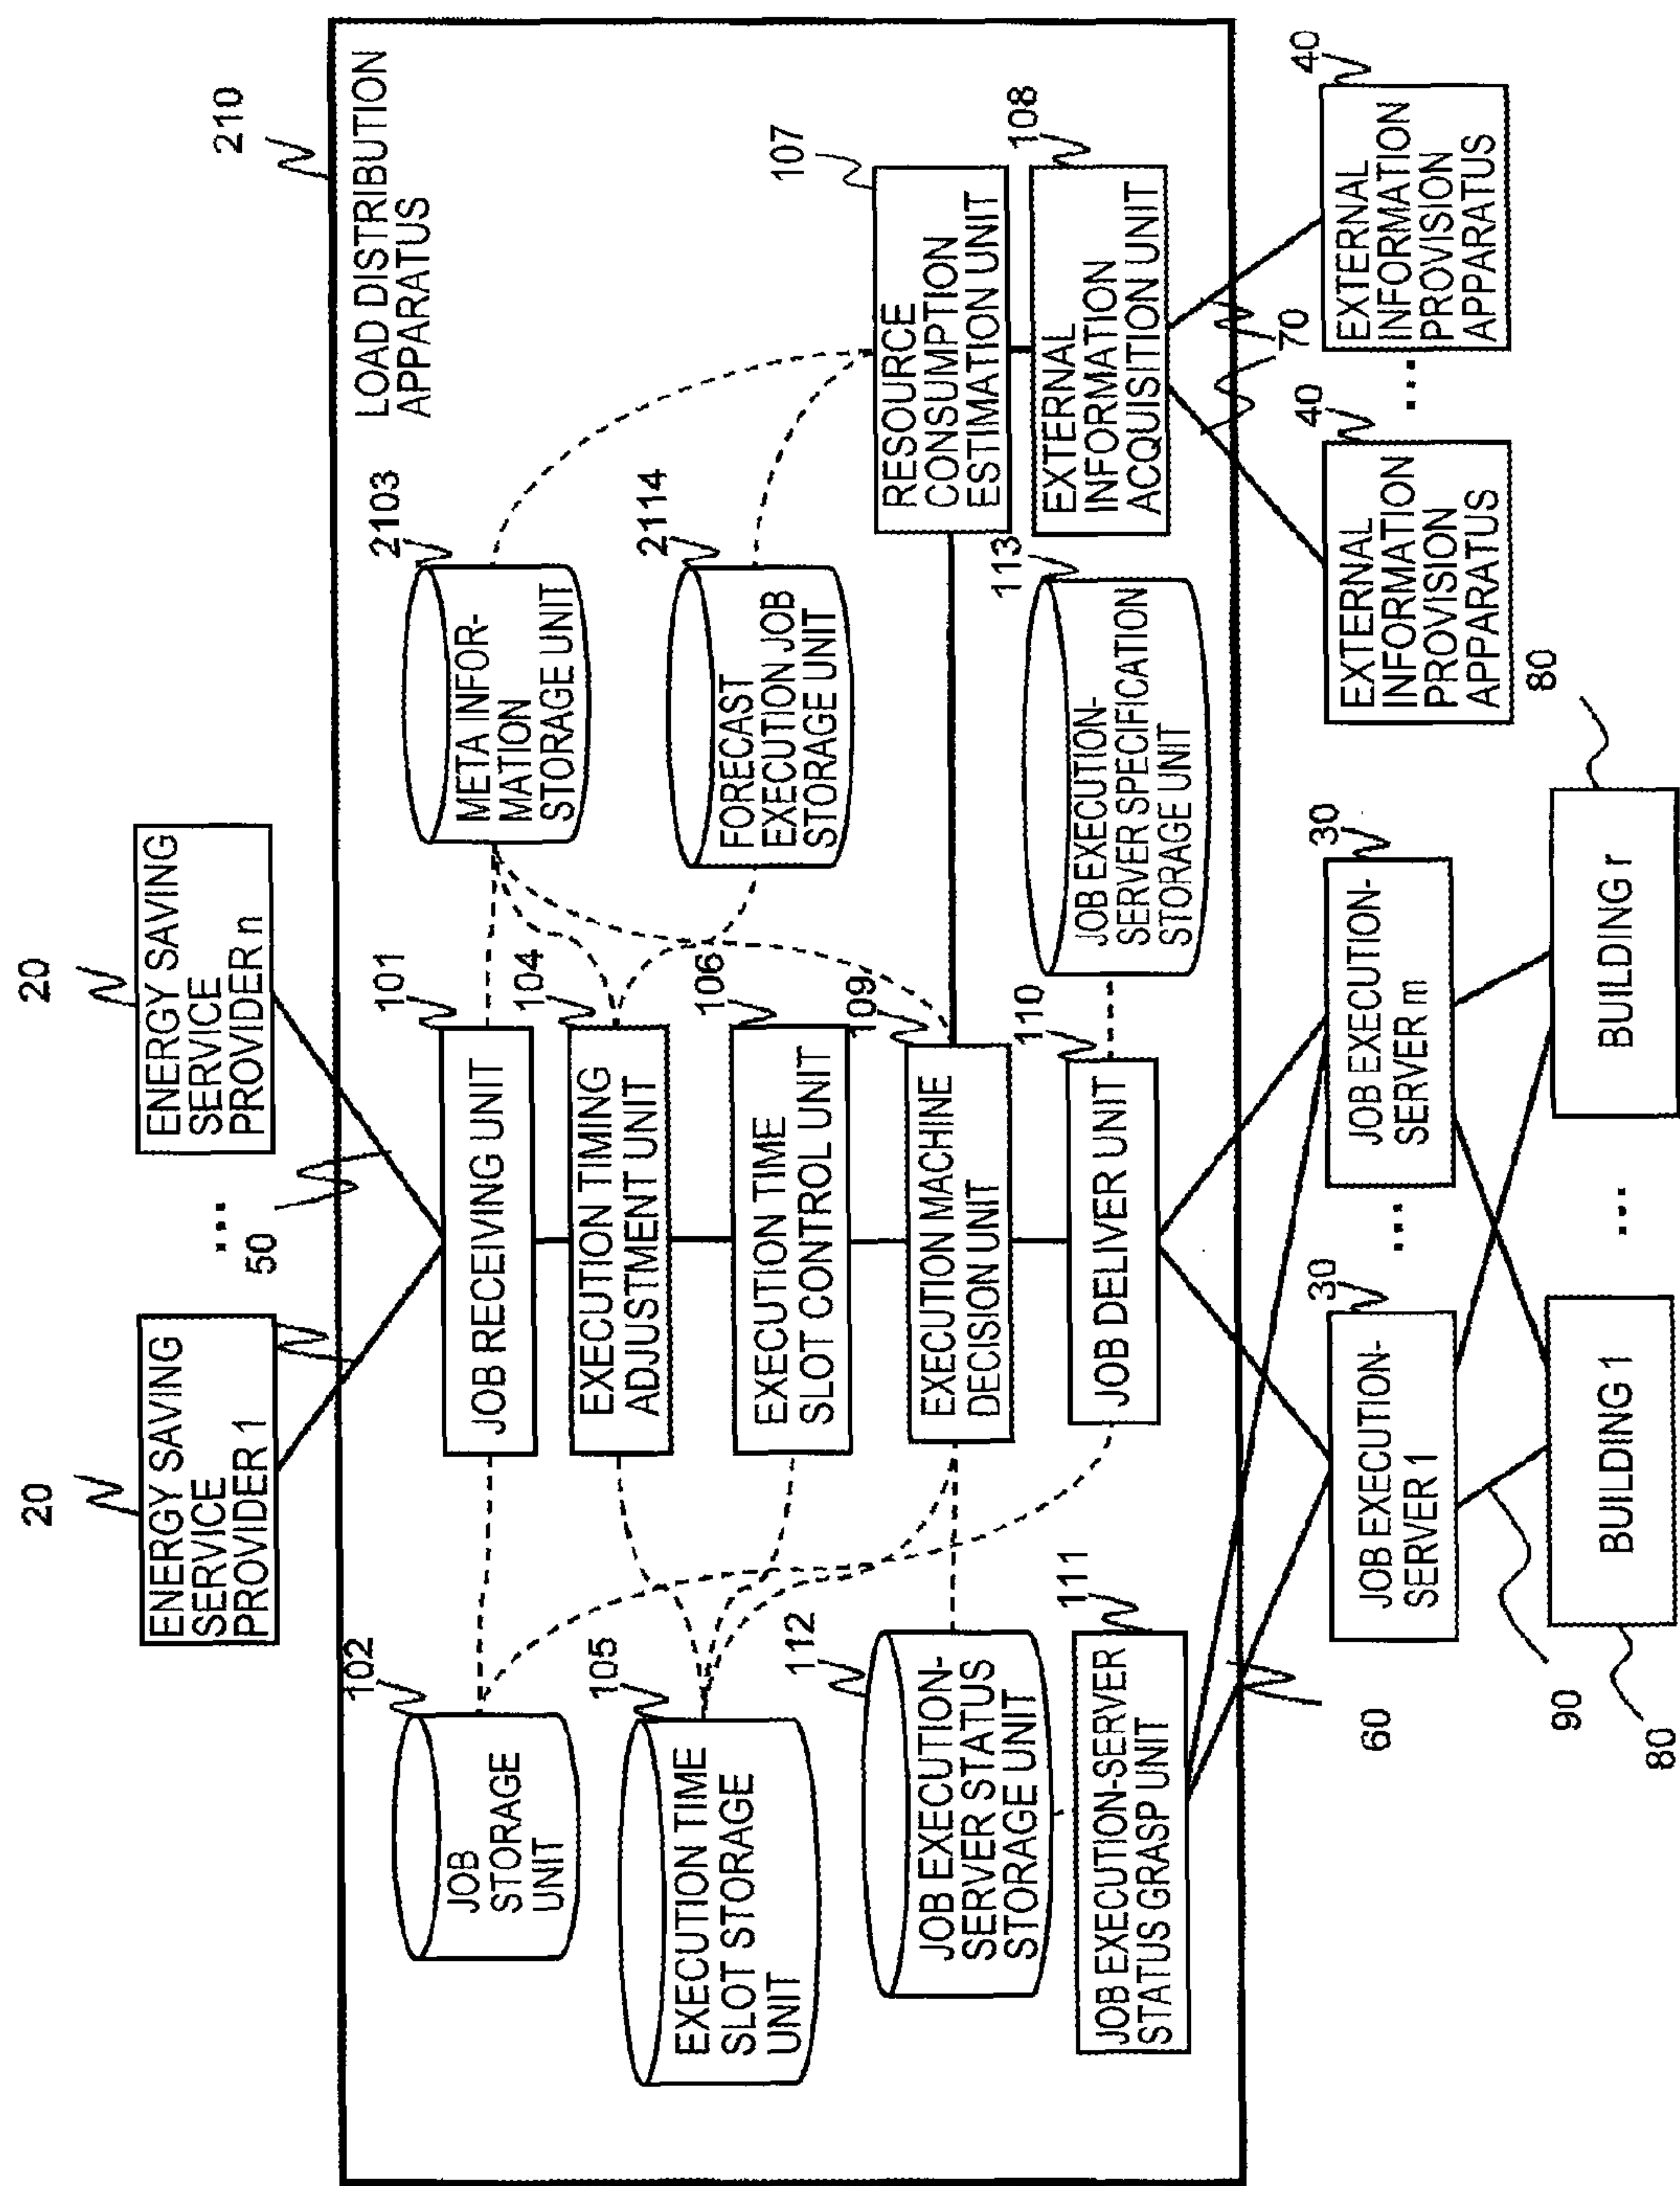 20
ENERGY SAVING
SERVICE
PROVIDER 1
...
50
20
ENERGY SAVING
SERVICE
PROVIDER n
210
LOAD DISTRIBUTION
APPARATUS
102
JOB
STORAGE
UNIT
101
JOB RECEIVING UNIT
2103
META INFOR-
MATION
STORAGE UNIT
105
EXECUTION TIME
SLOT STORAGE
UNIT
104
EXECUTION TIMING
ADJUSTMENT UNIT
106
EXECUTION TIME
SLOT CONTROL UNIT
2114
FORECAST
EXECUTION JOB
STORAGE UNIT
112
JOB EXECUTION-
SERVER STATUS
STORAGE UNIT
109
EXECUTION MACHINE
DECISION UNIT
107
RESOURCE
CONSUMPTION
ESTIMATION UNIT
111
JOB EXECUTION-SERVER
STATUS GRASP UNIT
110
JOB DELIVER UNIT
113
JOB EXECUTION-
SERVER SPECIFICATION
STORAGE UNIT
108
EXTERNAL
INFORMATION
ACQUISITION UNIT
60
70
30
JOB EXECUTION-
SERVER 1
...
30
JOB EXECUTION-
SERVER m
40
EXTERNAL
INFORMATION
PROVISION
APPARATUS
...
40
EXTERNAL
INFORMATION
PROVISION
APPARATUS
90
80
BUILDING 1
...
80
BUILDING r